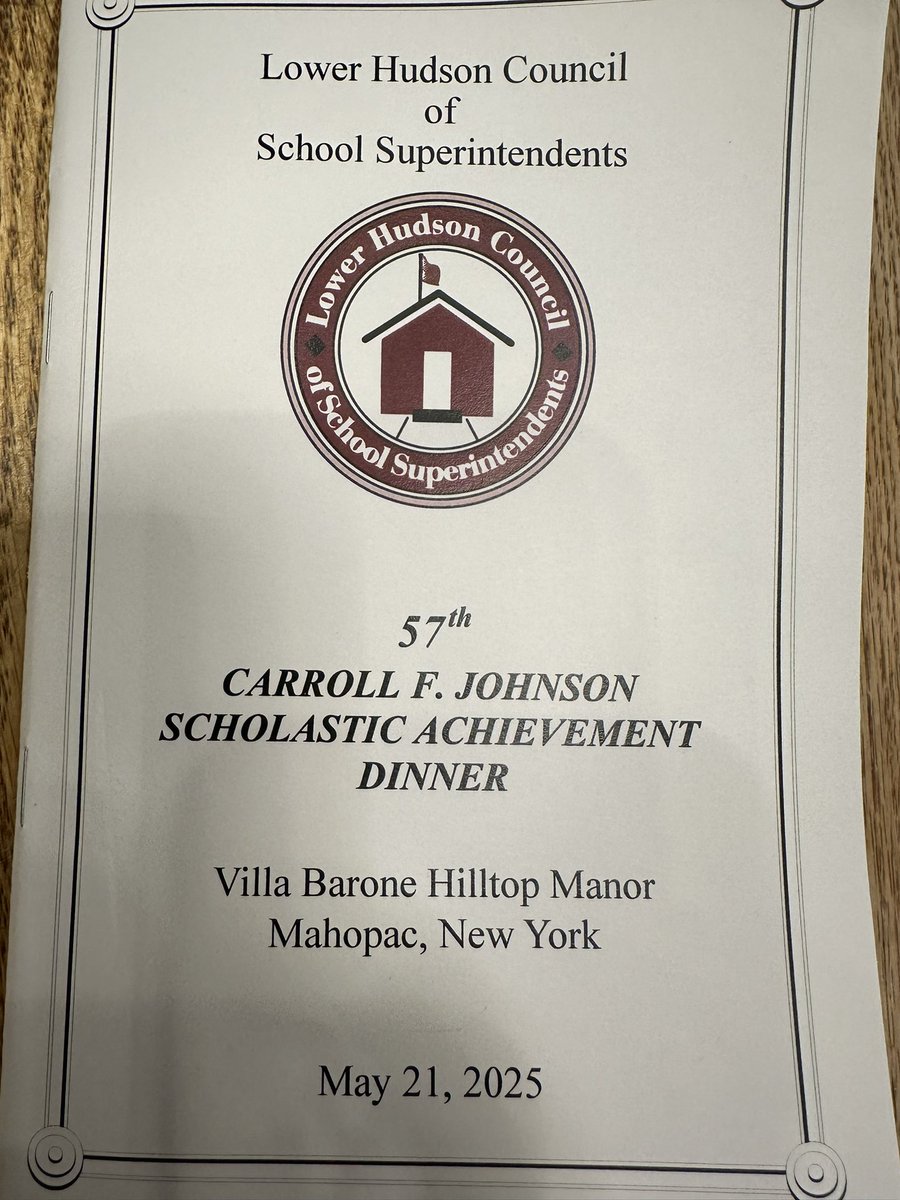 Lower Hudson Council
of
School Superintendents
Lower Hudson Council
of School Superintendents
57th
CARROLL F. JOHNSON
SCHOLASTIC ACHIEVEMENT
DINNER
Villa Barone Hilltop Manor
Mahopac, New York
May 21, 2025